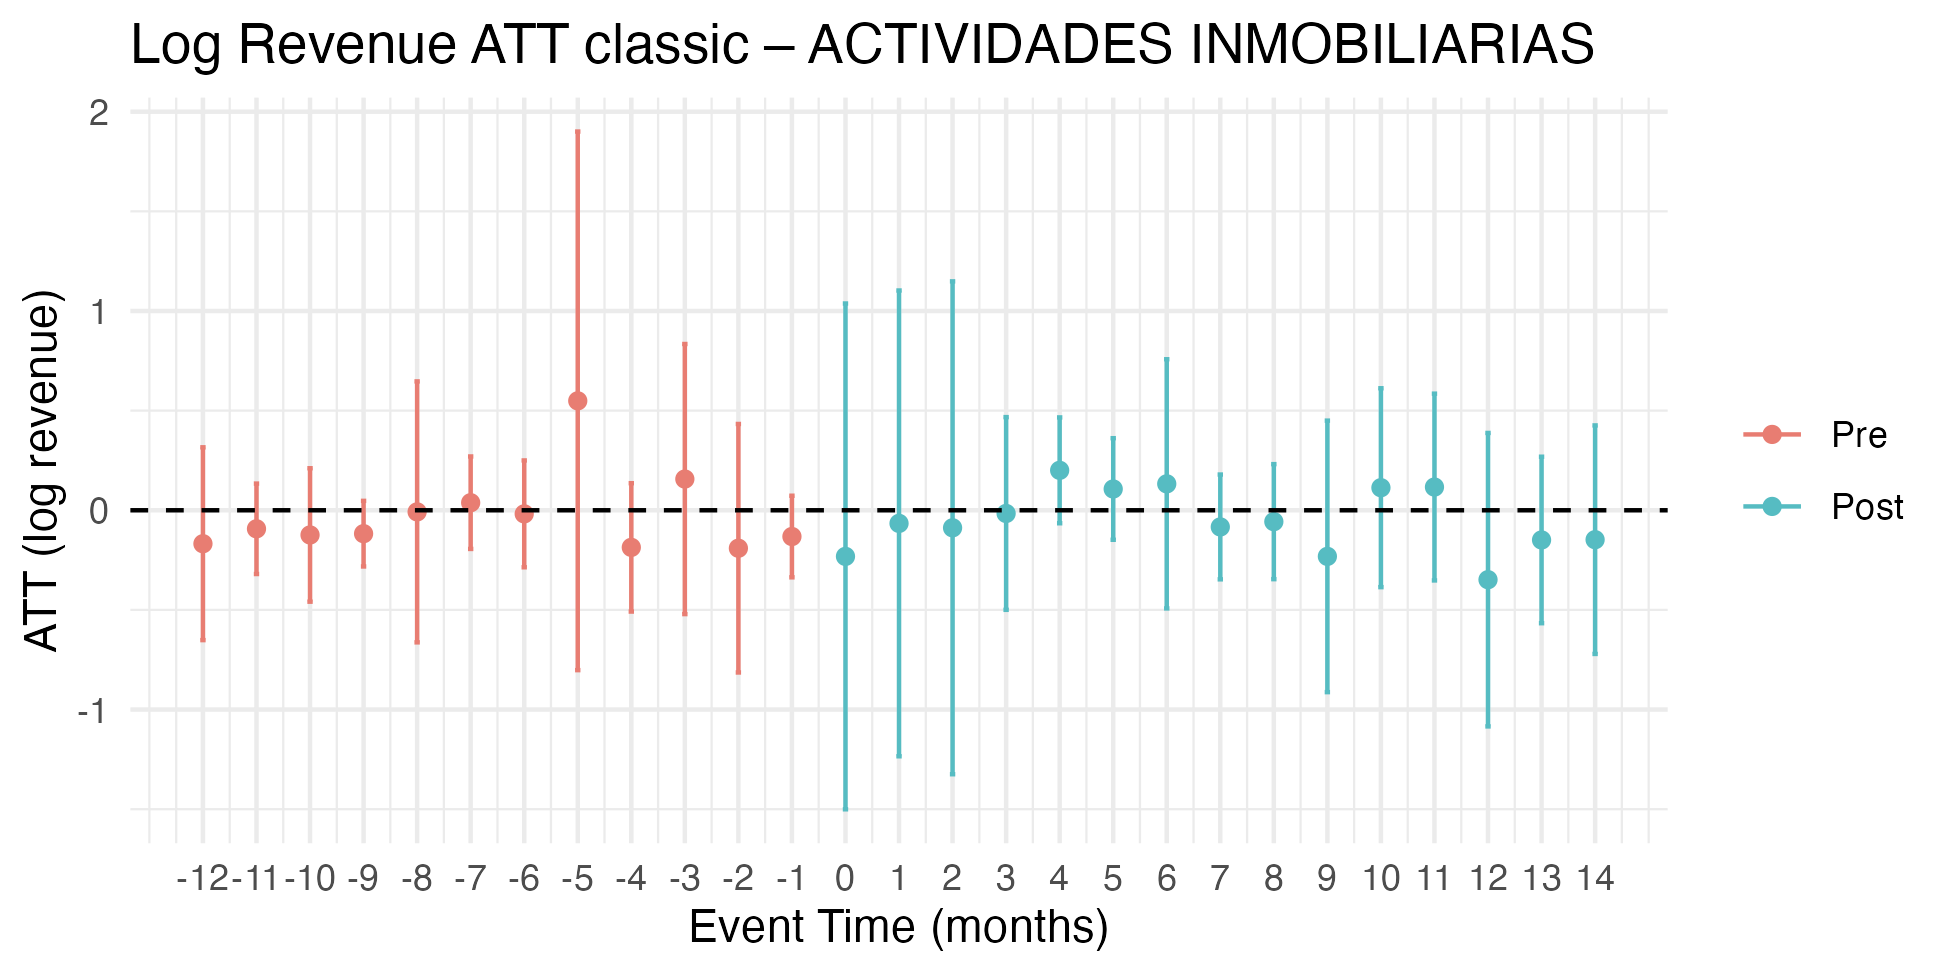 Log Revenue ATT classic – ACTIVIDADES INMOBILIARIAS
2
1
0
-1
ATT (log revenue)
-12 -11 -10 -9 -8 -7 -6 -5 -4 -3 -2 -1 0 1 2 3 4 5 6 7 8 9 10 11 12 13 14
Event Time (months)
Pre
Post